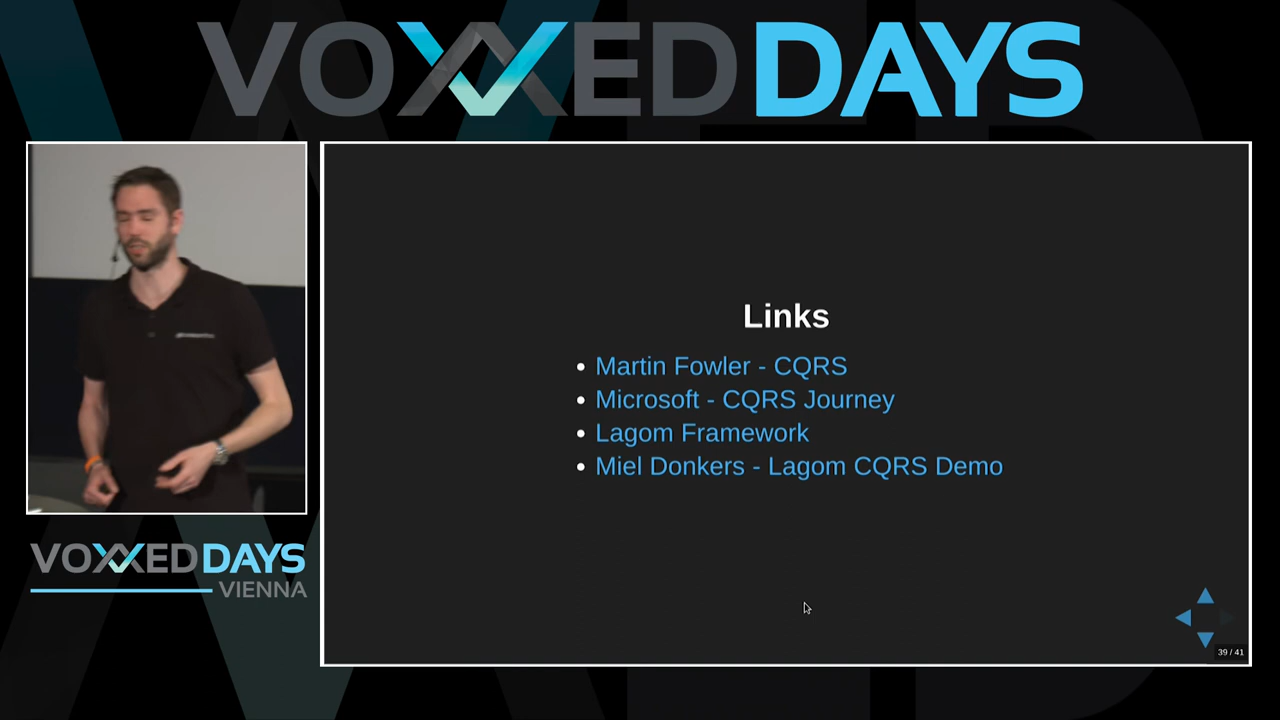 VOXXED DAYS
Links
Martin Fowler - CQRS
Microsoft - CQRS Journey
Lagom Framework
Miel Donkers - Lagom CQRS Demo
39 / 41
VOXXED DAYS
VIENNA